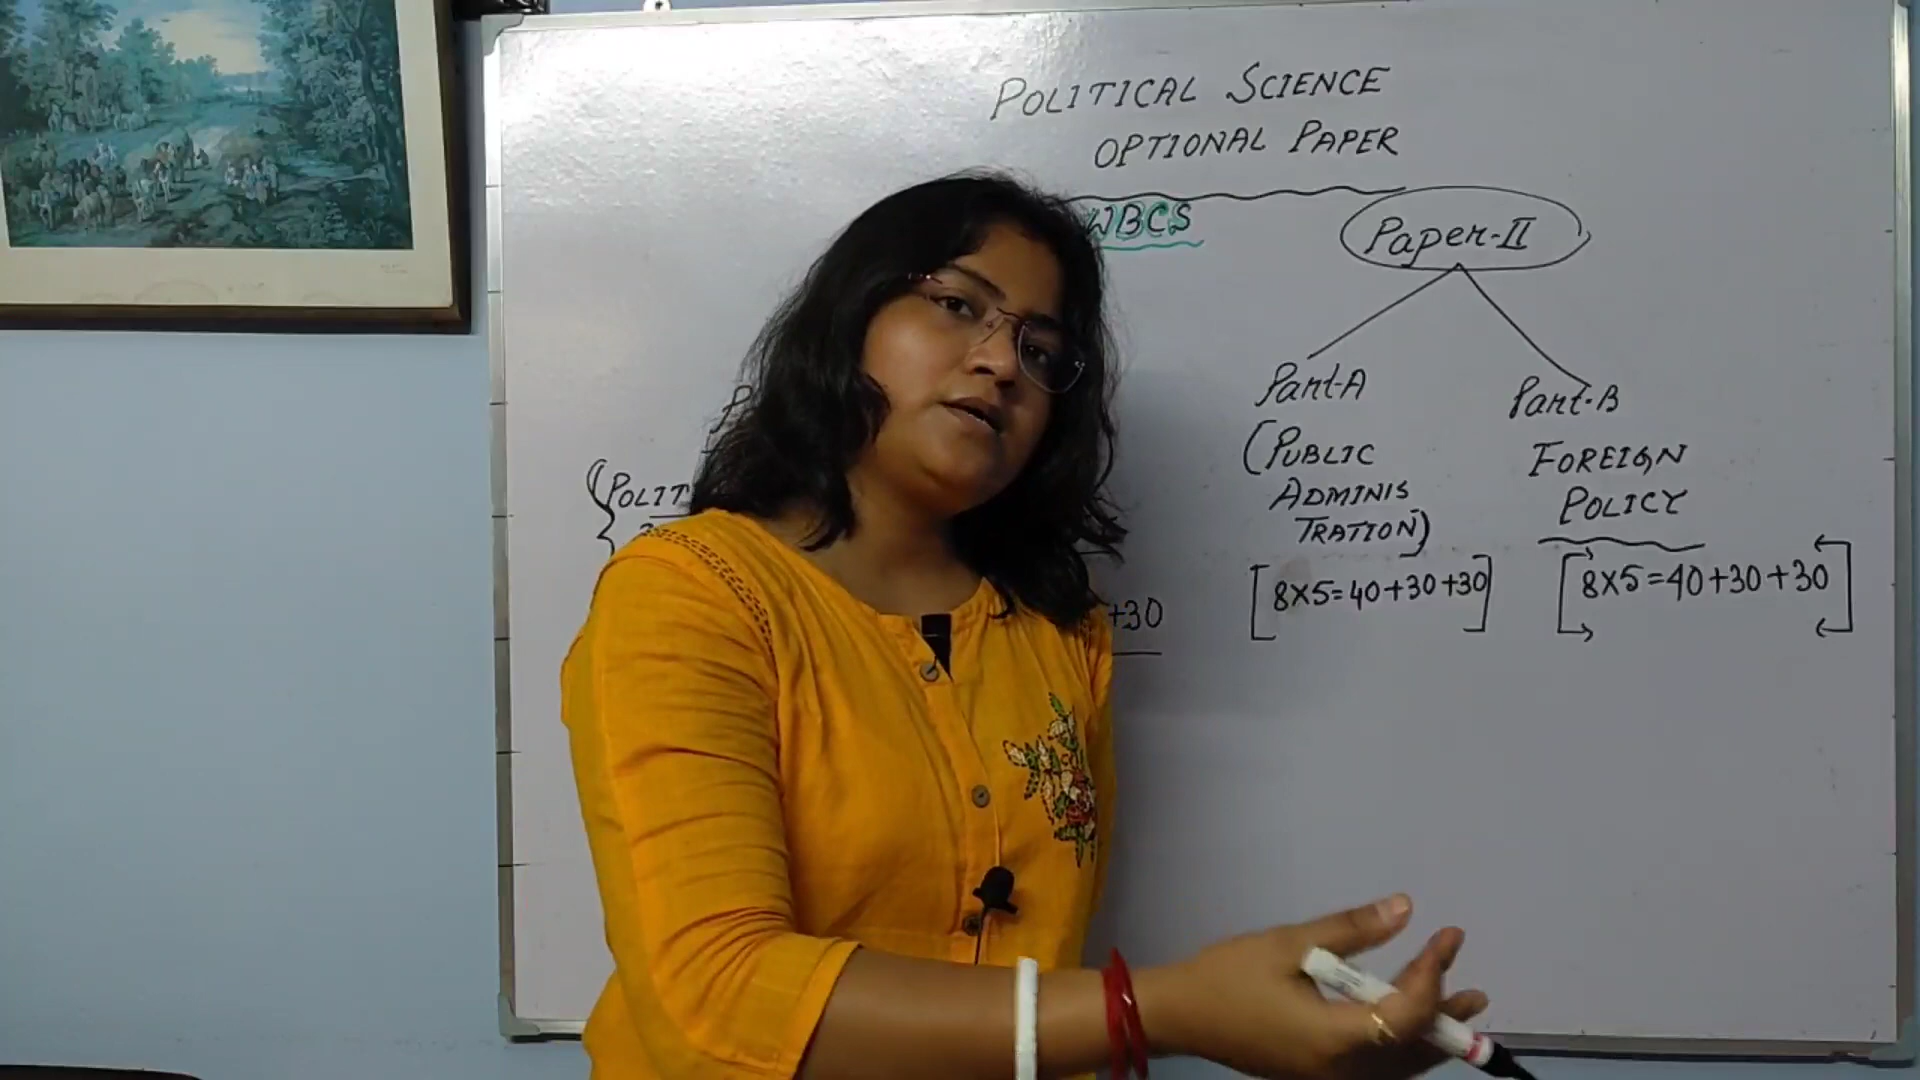 POLITICAL SCIENCE
OPTIONAL PAPER
WBCS
Paper-II
Part-A
Part-B
(PUBLIC
ADMINIS
TRATION)
FOREIGN
POLICY
[8X5=40+30+30]
[8X5=40+30+30]
(POLIT
+30